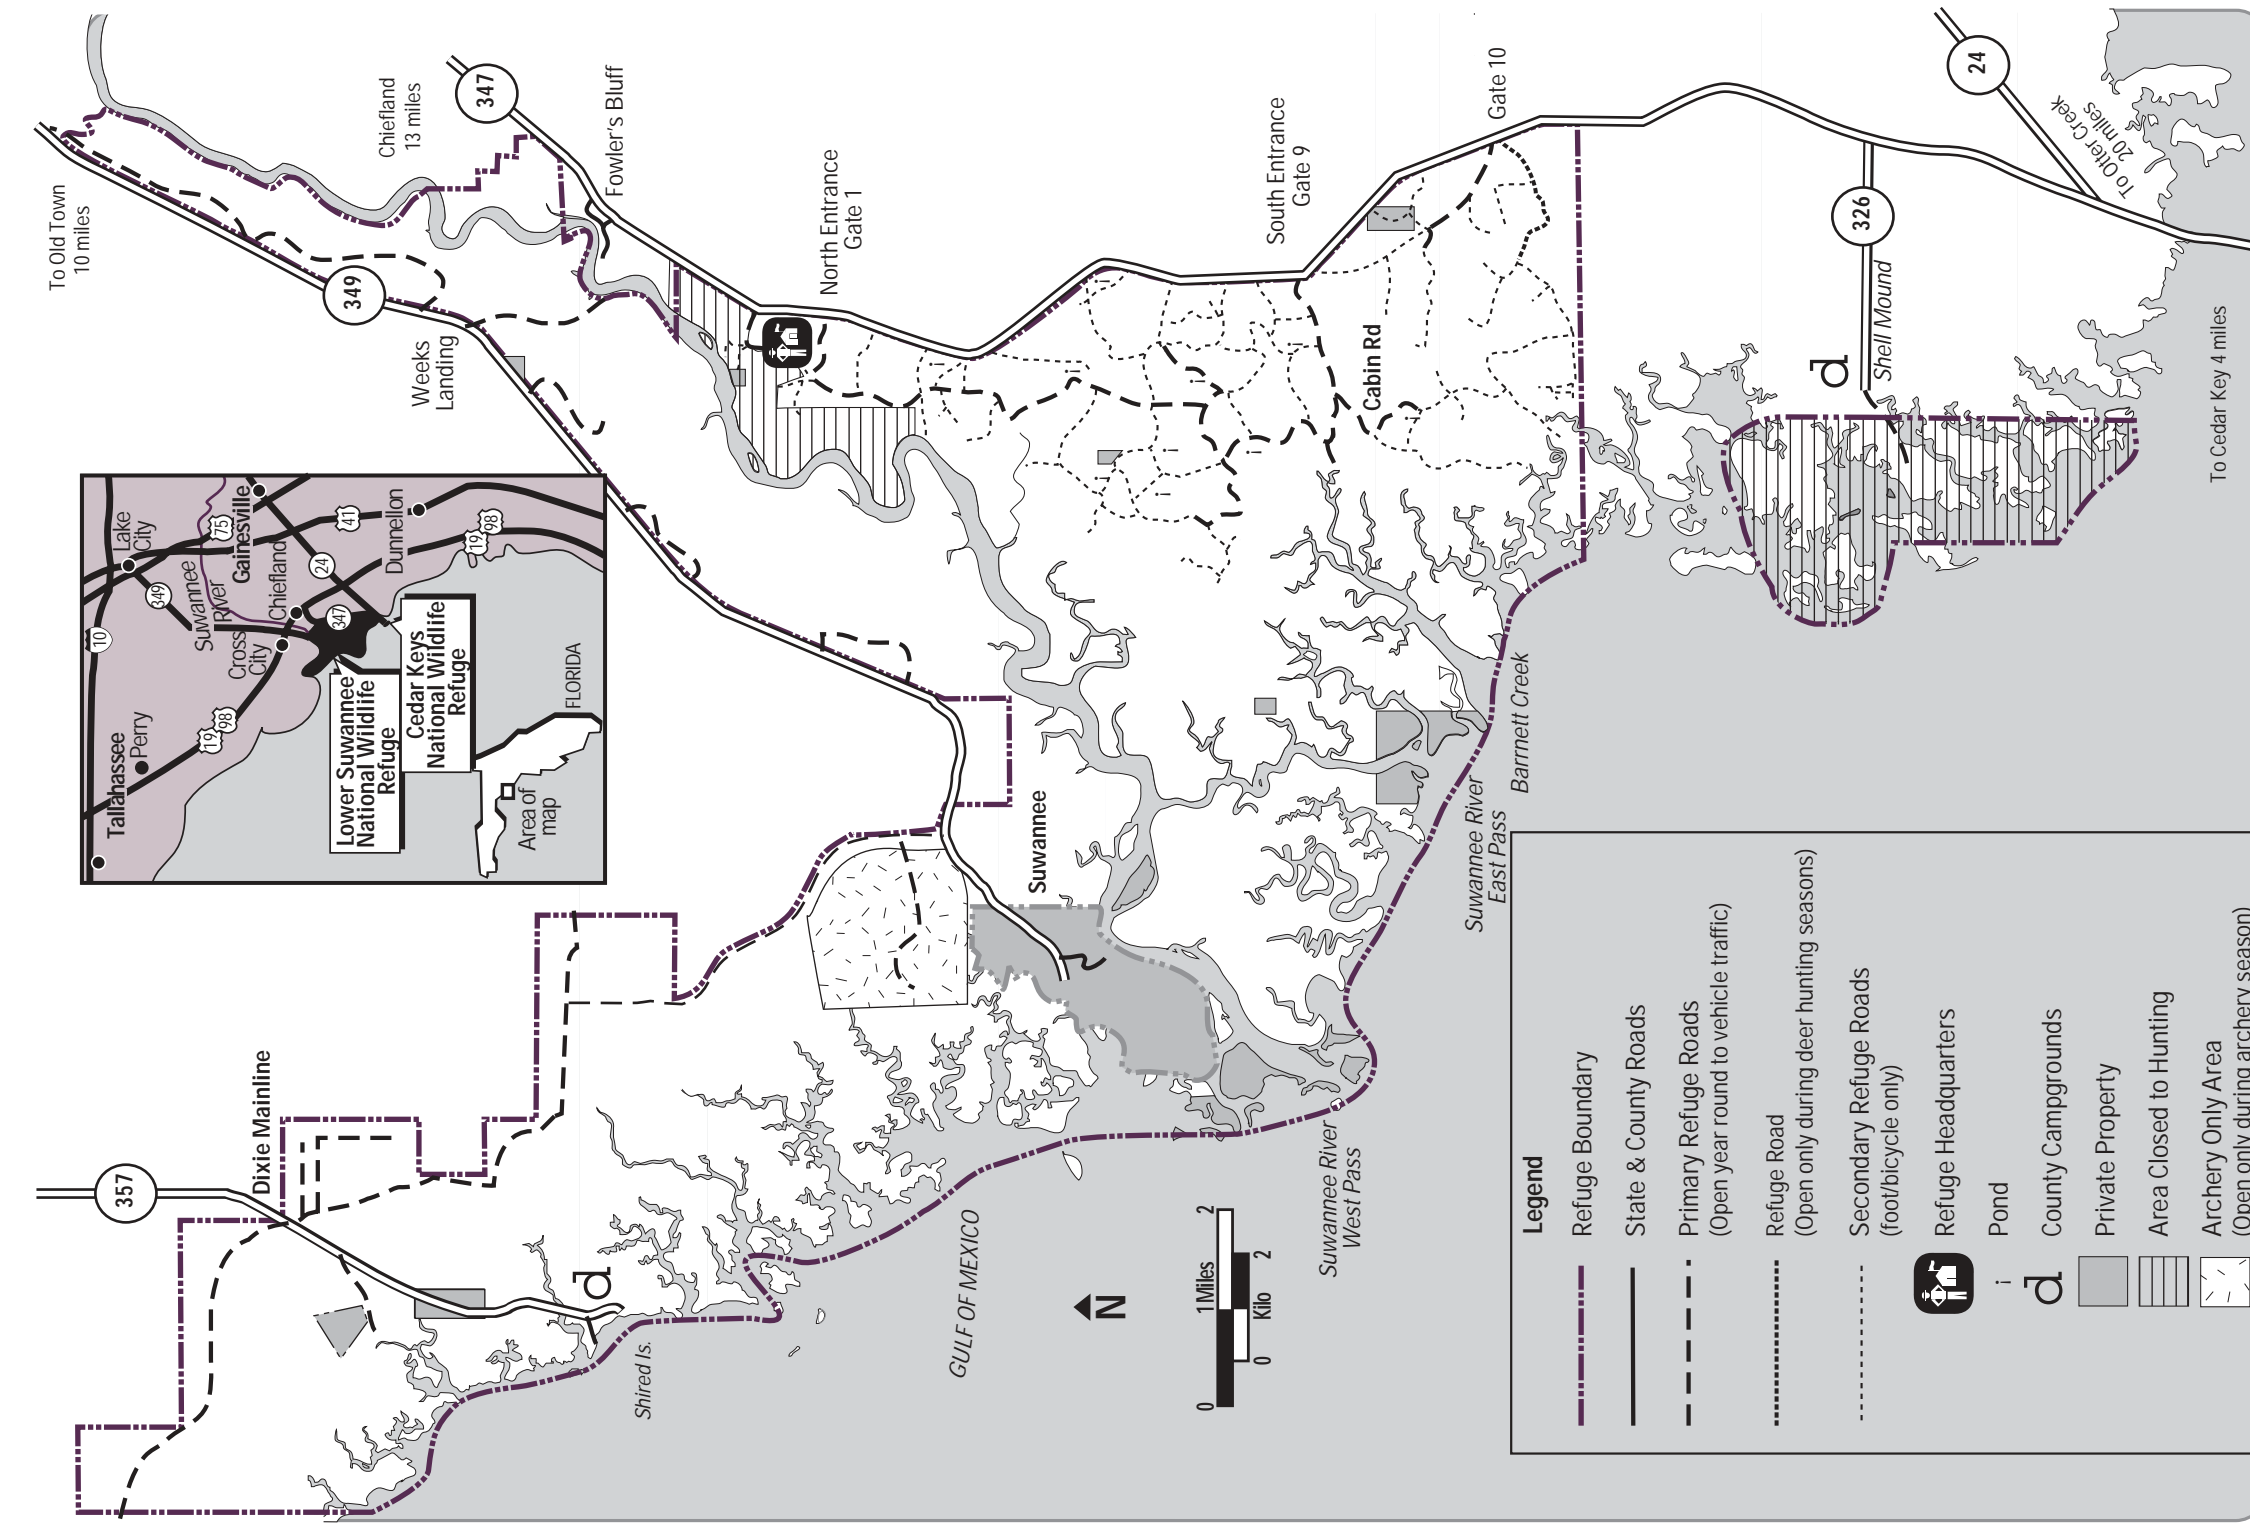 To Old Town
10 miles
349
Chiefland
13 miles
347
Fowler's Bluff
Weeks
Landing
North Entrance
Gate 1
South Entrance
Gate 9
Gate 10
Cabin Rd
24
To Otter Creek
20 miles
326
Shell Mound
d
To Cedar Key 4 miles
Tallahassee
Perry
Lake
City
10
349
75
Suwannee
River
Gainesville
41
Cross
City
Chiefland
24
347
Dunnellon
19
98
19
98
Lower Suwannee
National Wildlife
Refuge
Cedar Keys
National Wildlife
Refuge
FLORIDA
Area of
map
357
Dixie Mainline
d
Shired Is.
Suwannee
GULF OF MEXICO
Suwannee River
West Pass
Suwannee River
East Pass
Barnett Creek
N
0
1 Miles
2
0
Kilo
2
Legend
Refuge Boundary
State & County Roads
Primary Refuge Roads
(Open year round to vehicle traffic)
Refuge Road
(Open only during deer hunting seasons)
Secondary Refuge Roads
(foot/bicycle only)
Refuge Headquarters
i
Pond
d
County Campgrounds
Private Property
Area Closed to Hunting
Archery Only Area
(Open only during archery season)